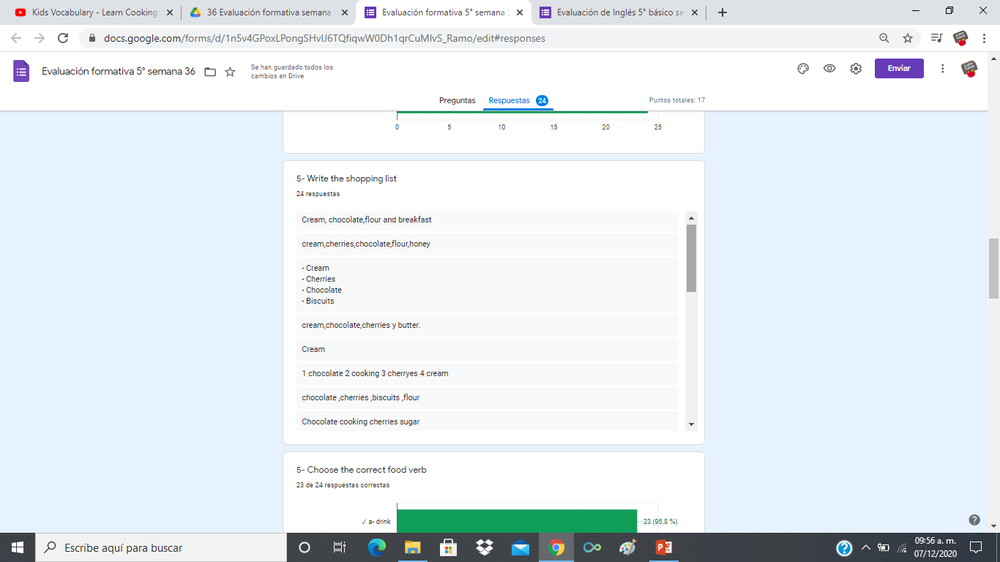 Kids Vocabulary - Learn Cooking
36 Evaluación formativa semana
Evaluación formativa 5° semana
Evaluación de Inglés 5° básico se
docs.google.com/forms/d/1n5v4GPoxLPongSHvIJ6TQfiqwW0Dh1qrCuMlvS_Ramo/edit#responses
Evaluación formativa 5° semana 36
Se han guardado todos los
cambios en Drive
Enviar
Preguntas
Respuestas 24
Puntos totales: 17
0 5 10 15 20 25
5- Write the shopping list
24 respuestas
Cream, chocolate,flour and breakfast
cream,cherries,chocolate,flour,honey
- Cream
- Cherries
- Chocolate
- Biscuits
cream,chocolate,cherries y butter.
Cream
1 chocolate 2 cooking 3 cherryes 4 cream
chocolate ,cherries ,biscuits ,flour
Chocolate cooking cherries sugar
5- Choose the correct food verb
23 de 24 respuestas correctas
✓ a- drink
23 (95,8 %)
Escribe aquí para buscar
09:56 a. m.
07/12/2020